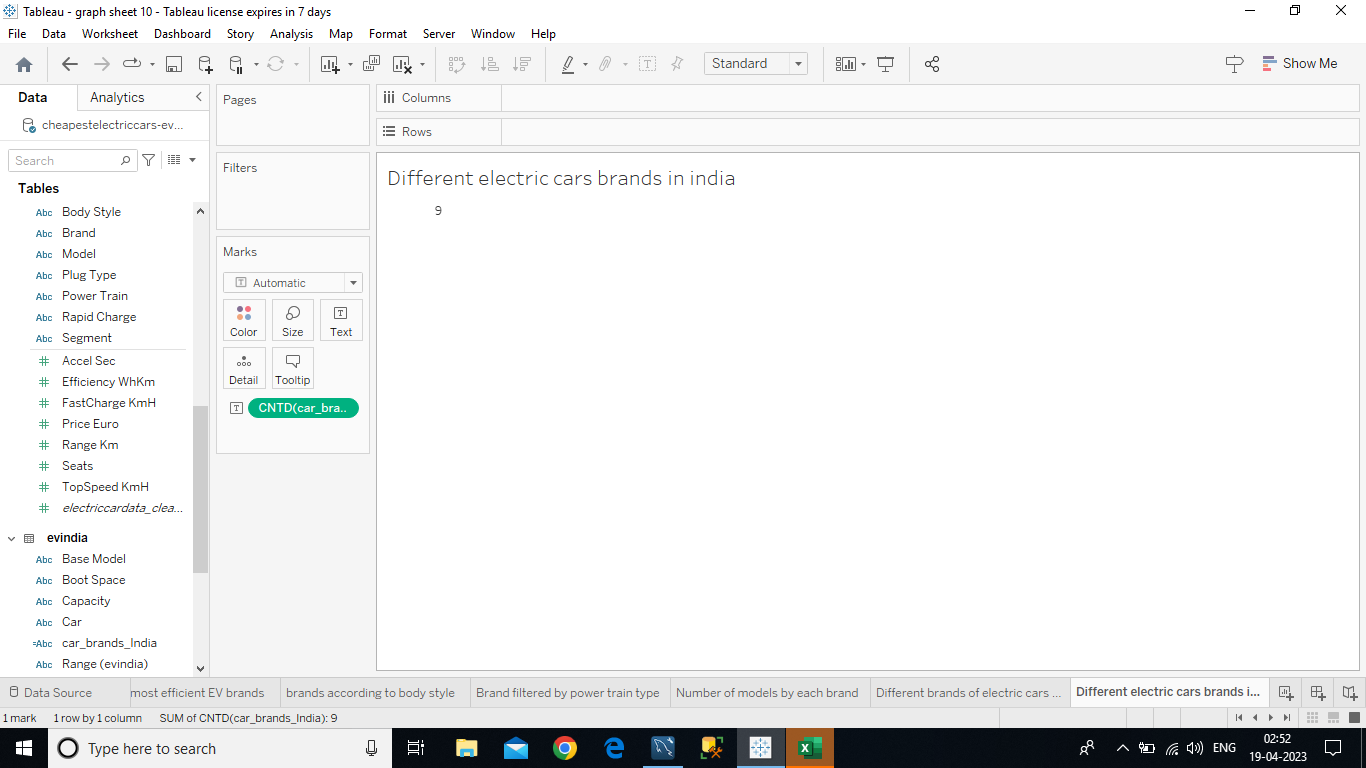 Tableau - graph sheet 10 - Tableau license expires in 7 days
File Data Worksheet Dashboard Story Analysis Map Format Server Window Help
Standard
Show Me
Data Analytics
cheapestelectriccars-ev...
Search
Tables
Abc Body Style
Abc Brand
Abc Model
Abc Plug Type
Abc Power Train
Abc Rapid Charge
Abc Segment
# Accel Sec
# Efficiency WhKm
# FastCharge KmH
# Price Euro
# Range Km
# Seats
# TopSpeed KmH
# electriccardata_clea...
evindia
Abc Base Model
Abc Boot Space
Abc Capacity
Abc Car
=Abc car_brands_India
Abc Range (evindia)
Pages
Filters
Marks
T Automatic
Color Size T Text
Detail Tooltip
T CNTD(car_bra..
Columns
Rows
Different electric cars brands in india
9
Data Source most efficient EV brands brands according to body style Brand filtered by power train type Number of models by each brand Different brands of electric cars ... Different electric cars brands i...
1 mark 1 row by 1 column SUM of CNTD(car_brands_India): 9
Type here to search
ENG
02:52
19-04-2023